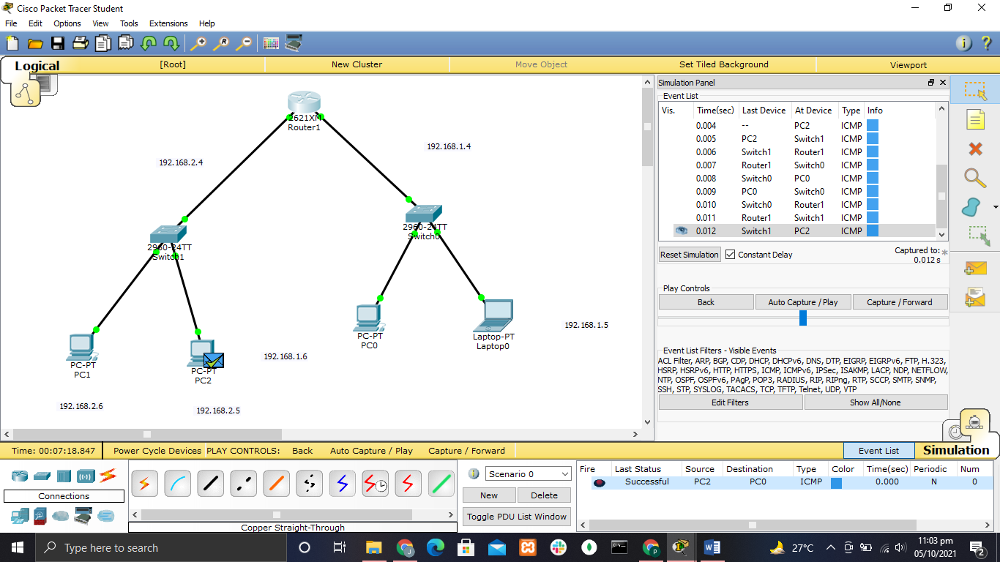 Cisco Packet Tracer Student
File Edit Options View Tools Extensions Help
Logical [Root] New Cluster Move Object Set Tiled Background Viewport
2621XM
Router1
192.168.2.4
192.168.1.4
2960-24TT
Switch1
2960-24TT
Switch0
PC-PT
PC1
PC-PT
PC2
PC-PT
PC0
Laptop-PT
Laptop0
192.168.1.5
192.168.1.6
192.168.2.6
192.168.2.5
Simulation Panel
Event List
Vis. Time(sec) Last Device At Device Type Info
0.004 -- PC2 ICMP
0.005 PC2 Switch1 ICMP
0.006 Switch1 Router1 ICMP
0.007 Router1 Switch0 ICMP
0.008 Switch0 PC0 ICMP
0.009 PC0 Switch0 ICMP
0.010 Switch0 Router1 ICMP
0.011 Router1 Switch1 ICMP
0.012 Switch1 PC2 ICMP
Reset Simulation Constant Delay Captured to: *
0.012 s
Play Controls
Back Auto Capture / Play Capture / Forward
Event List Filters - Visible Events
ACL Filter, ARP, BGP, CDP, DHCP, DHCPv6, DNS, DTP, EIGRP, EIGRPv6, FTP, H.323,
HSRP, HSRPv6, HTTP, HTTPS, ICMP, ICMPv6, IPSec, ISAKMP, LACP, NDP, NETFLOW,
NTP, OSPF, OSPFv6, PAgP, POP3, RADIUS, RIP, RIPng, RTP, SCCP, SMTP, SNMP,
SSH, STP, SYSLOG, TACACS, TCP, TFTP, Telnet, UDP, VTP
Edit Filters Show All/None
Time: 00:07:18.847 Power Cycle Devices PLAY CONTROLS: Back Auto Capture / Play Capture / Forward Event List Simulation
Connections
Copper Straight-Through
Scenario 0
New Delete
Toggle PDU List Window
Fire Last Status Source Destination Type Color Time(sec) Periodic Num
Successful PC2 PC0 ICMP 0.000 N 0
Type here to search
27°C
11:03 pm
05/10/2021
2